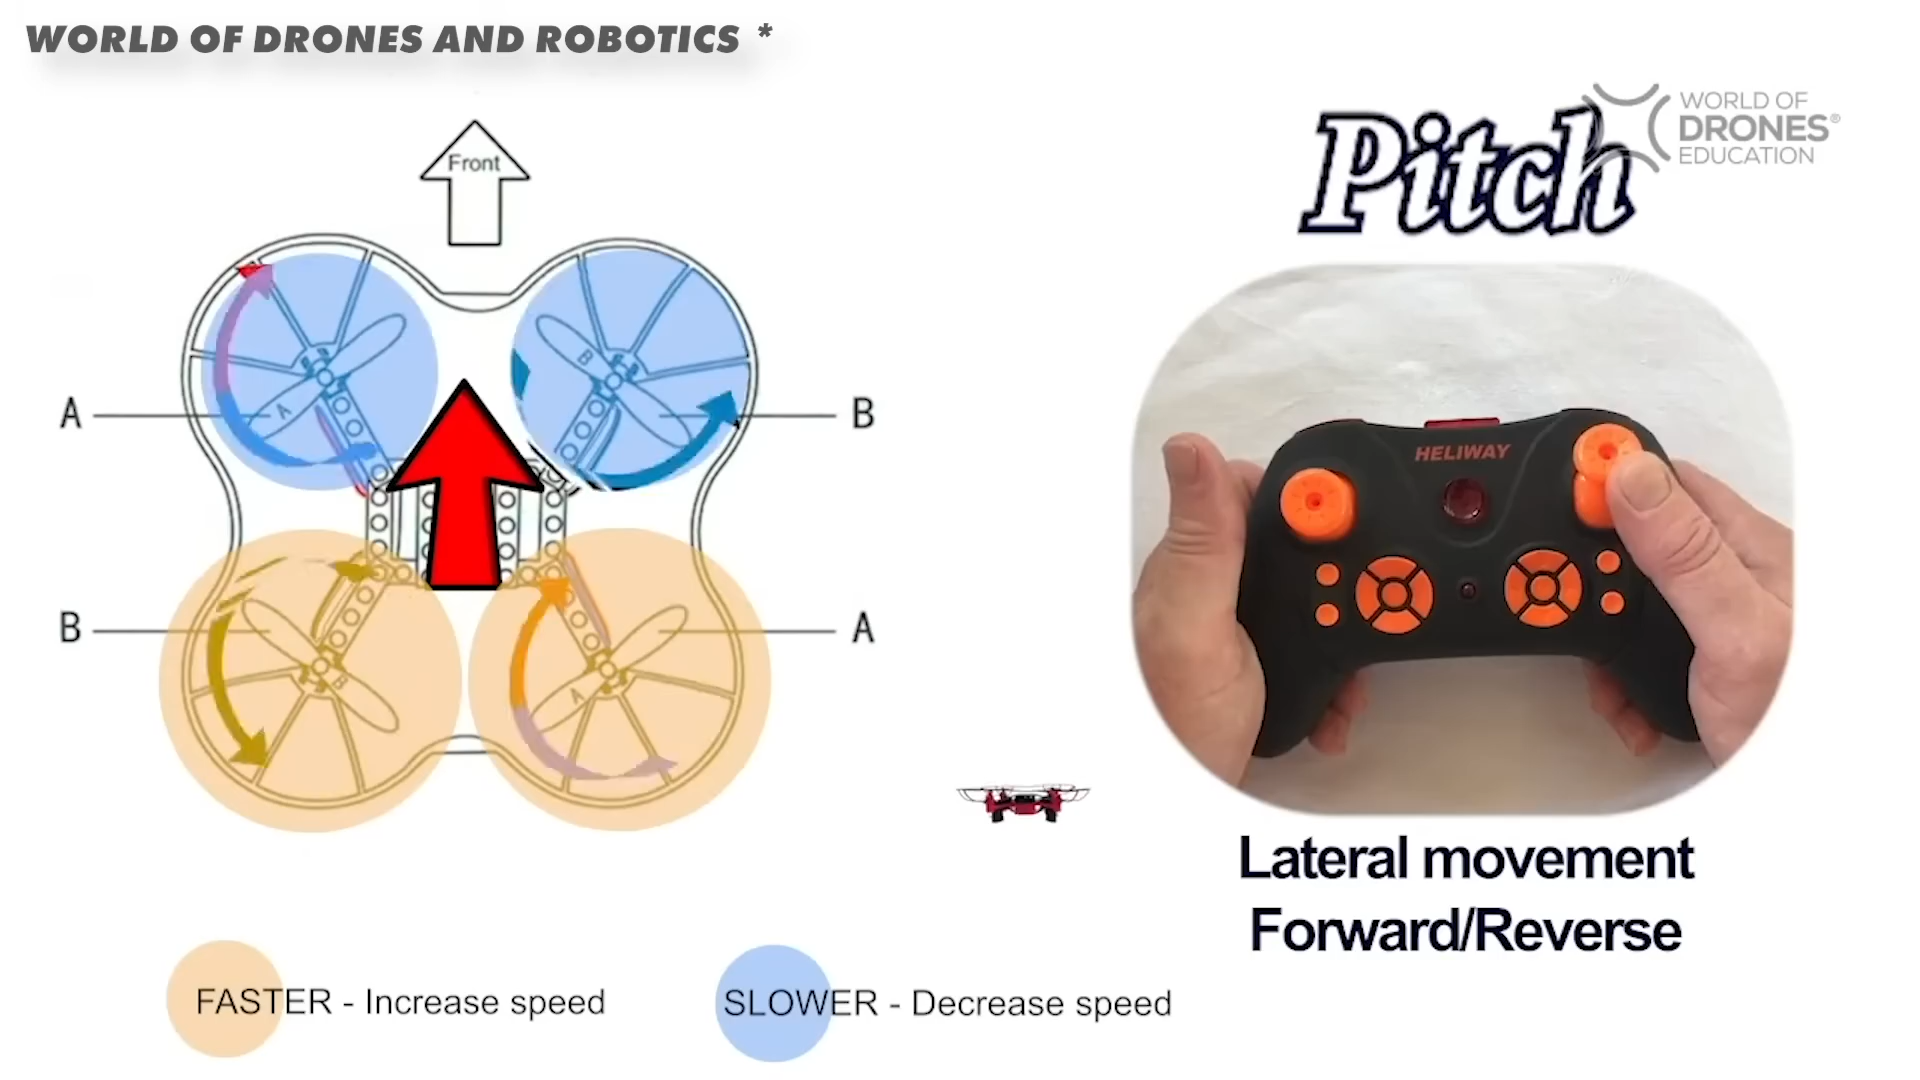 WORLD OF DRONES AND ROBOTICS *
WORLD OF
DRONES®
EDUCATION
Pitch
Front
A
B
A
B
B
A
B
A
HELIWAY
Lateral movement
Forward/Reverse
FASTER - Increase speed
SLOWER - Decrease speed